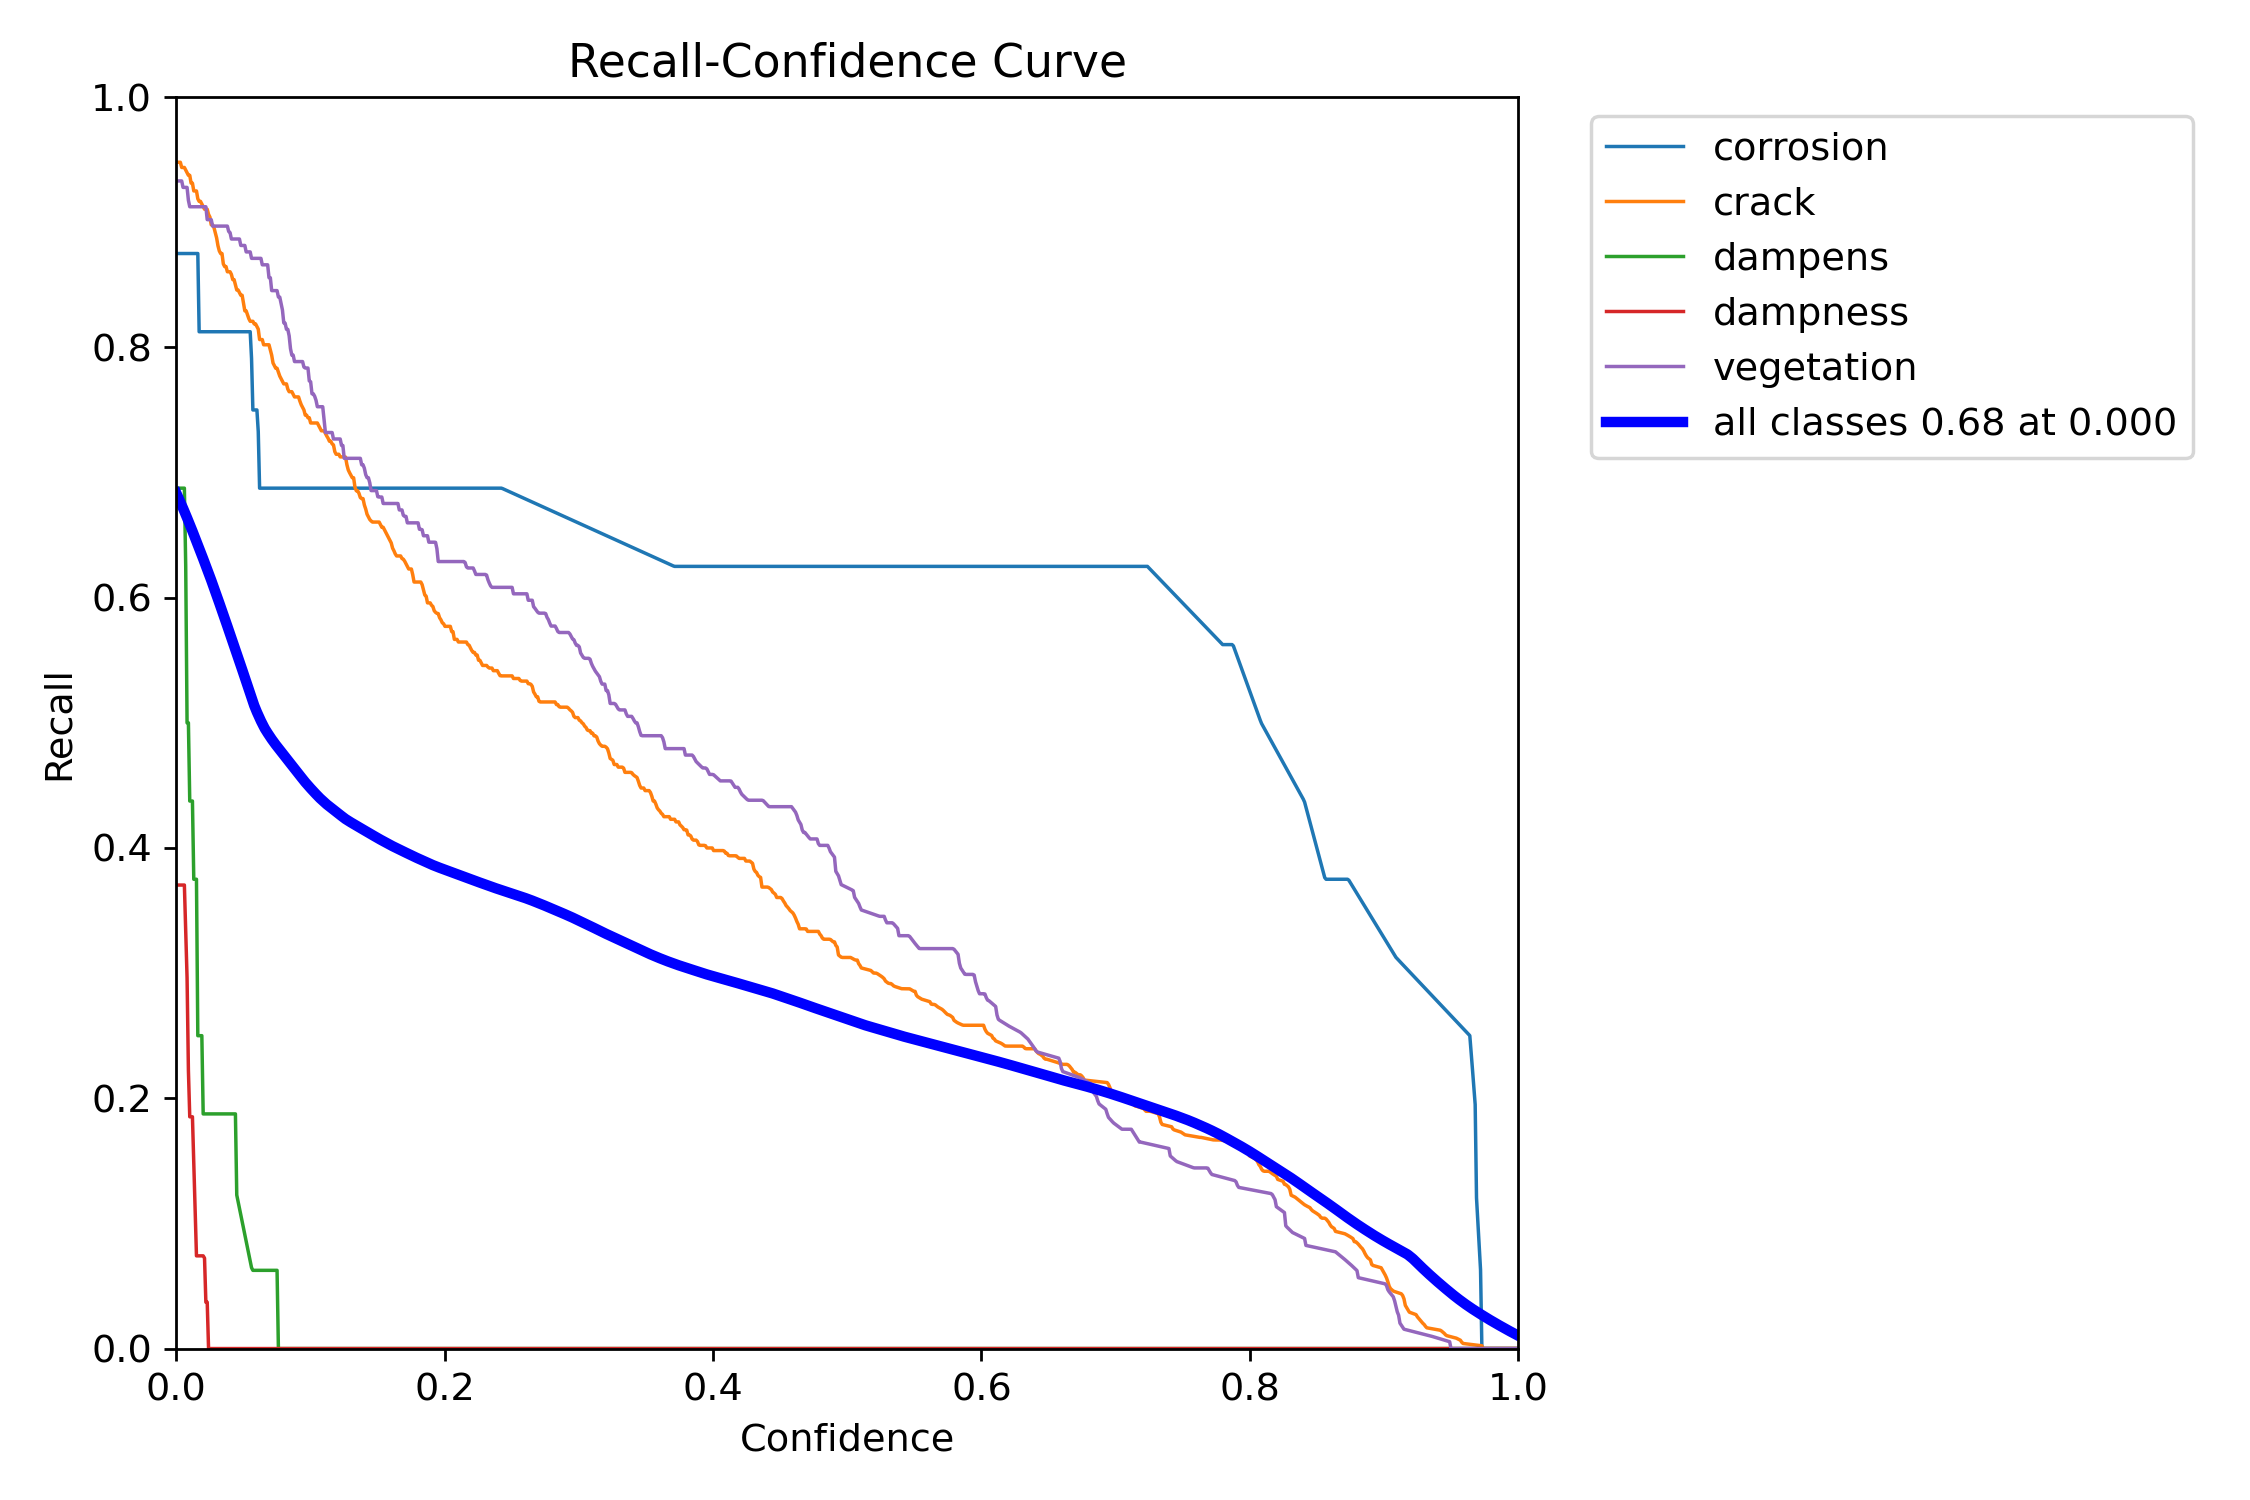 Recall-Confidence Curve
1.0
0.8
0.6
0.4
0.2
0.0
Recall
0.0 0.2 0.4 0.6 0.8 1.0
Confidence
corrosion
crack
dampens
dampness
vegetation
all classes 0.68 at 0.000